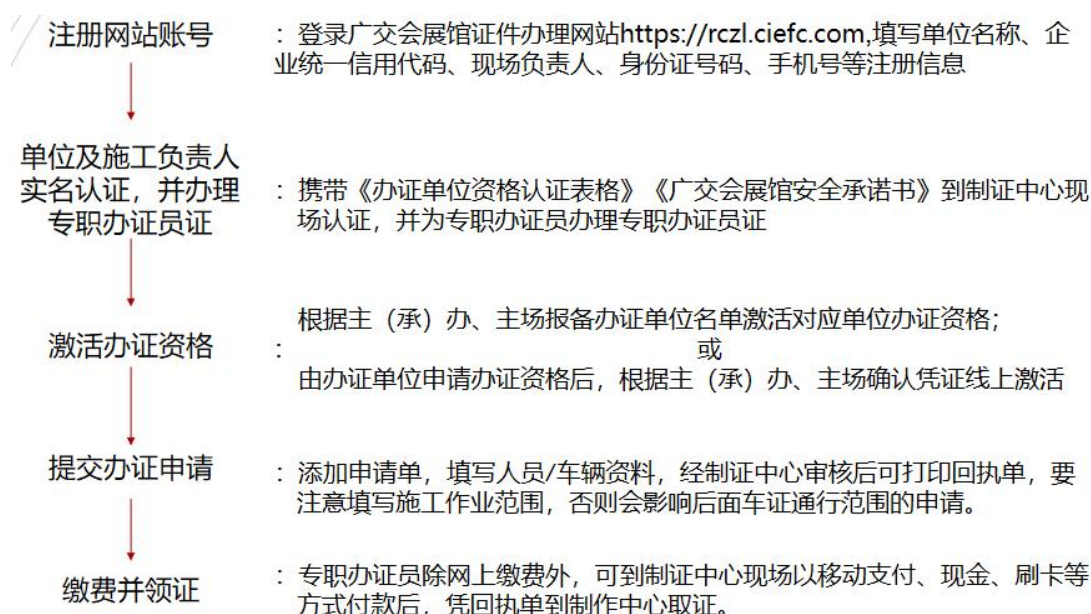 注册网站账号
：登录广交会展馆证件办理网站https://rczl.ciefc.com,填写单位名称、企
业统一信用代码、现场负责人、身份证号码、手机号等注册信息
单位及施工负责人
实名认证，并办理
专职办证员证
：携带《办证单位资格认证表格》《广交会展馆安全承诺书》到制证中心现
场认证，并为专职办证员办理专职办证员证
激活办证资格
：
根据主（承）办、主场报备办证单位名单激活对应单位办证资格；
或
由办证单位申请办证资格后，根据主（承）办、主场确认凭证线上激活
提交办证申请
：添加申请单，填写人员/车辆资料，经制证中心审核后可打印回执单，要
注意填写施工作业范围，否则会影响后面车证通行范围的申请。
缴费并领证
：专职办证员除网上缴费外，可到制证中心现场以移动支付、现金、刷卡等
方式付款后，凭回执单到制作中心取证。